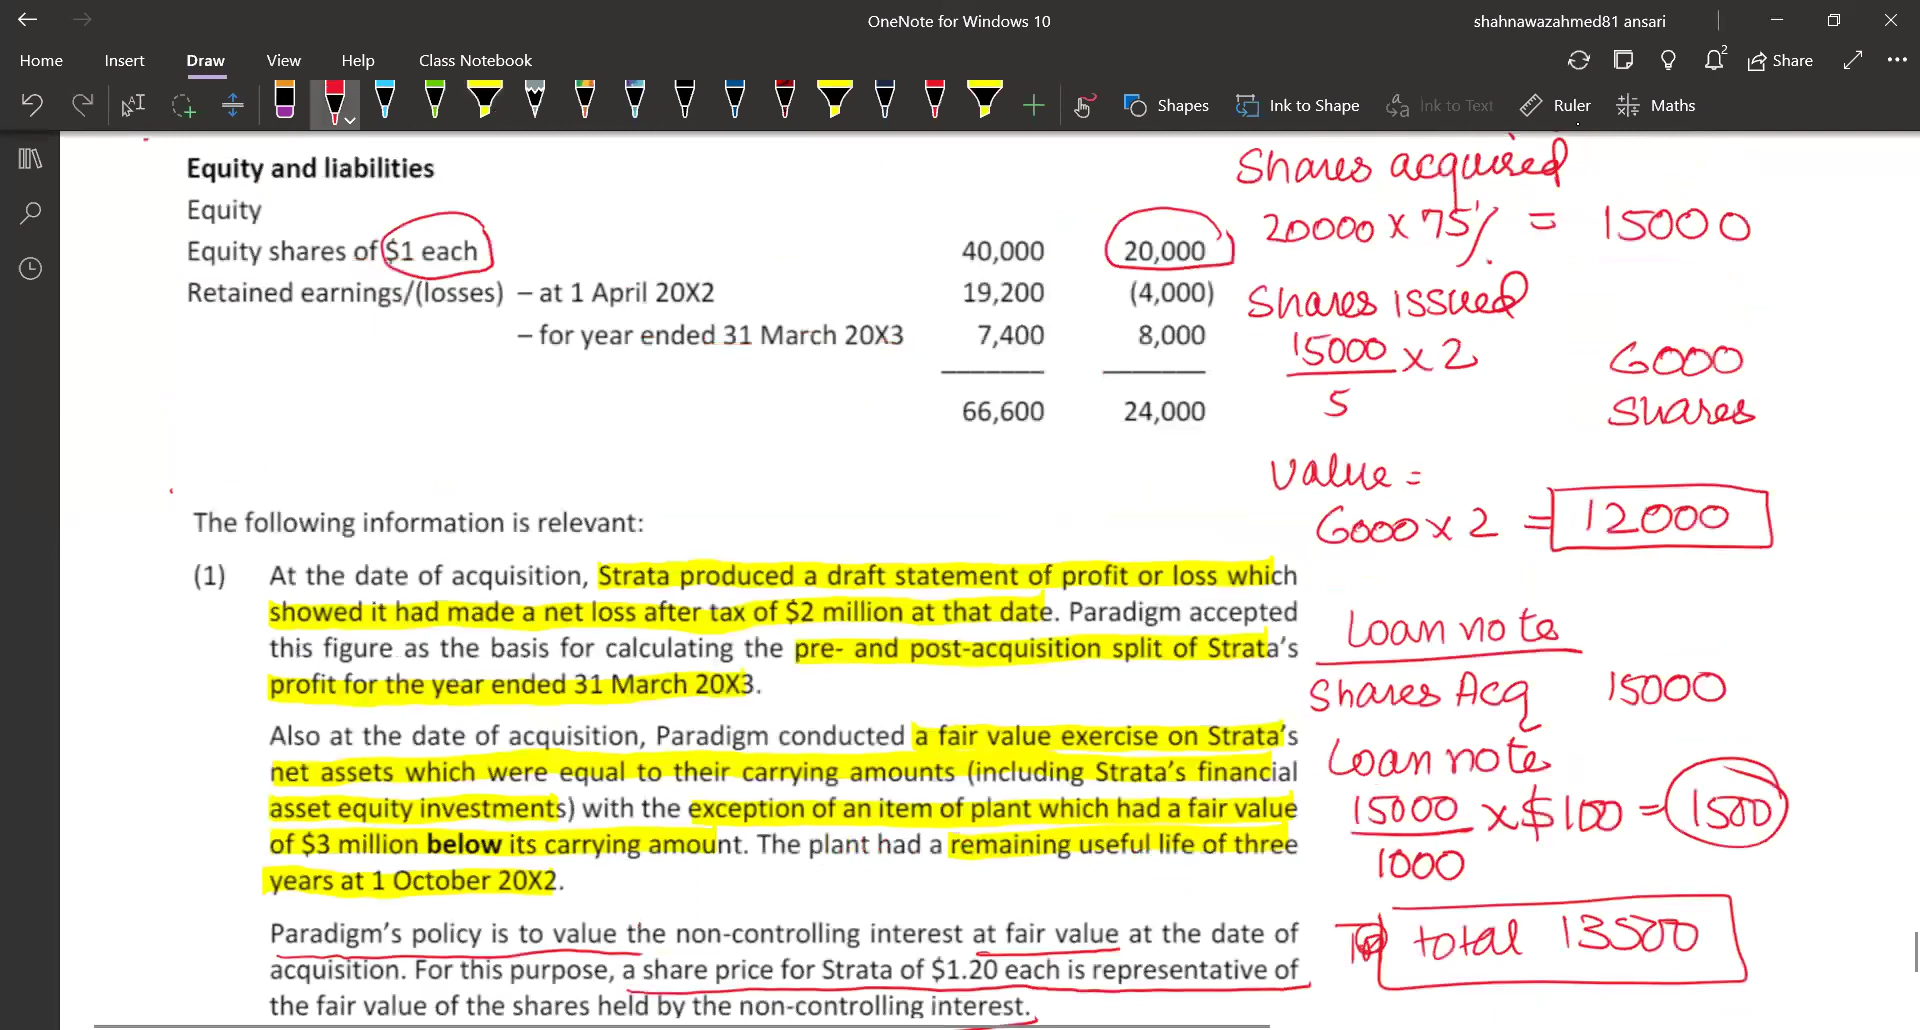 OneNote for Windows 10
shahnawazahmed81 ansari
Home Insert Draw View Help Class Notebook
2
Share
Shapes Ink to Shape Ink to Text Ruler Maths
Equity and liabilities
Equity
Equity shares of $1 each 40,000 20,000
Retained earnings/(losses) – at 1 April 20X2 19,200 (4,000)
– for year ended 31 March 20X3 7,400 8,000
66,600 24,000
The following information is relevant:
(1) At the date of acquisition, Strata produced a draft statement of profit or loss which
showed it had made a net loss after tax of $2 million at that date. Paradigm accepted
this figure as the basis for calculating the pre- and post-acquisition split of Strata's
profit for the year ended 31 March 20X3.
Also at the date of acquisition, Paradigm conducted a fair value exercise on Strata's
net assets which were equal to their carrying amounts (including Strata's financial
asset equity investments) with the exception of an item of plant which had a fair value
of $3 million below its carrying amount. The plant had a remaining useful life of three
years at 1 October 20X2.
Paradigm's policy is to value the non-controlling interest at fair value at the date of
acquisition. For this purpose, a share price for Strata of $1.20 each is representative of
the fair value of the shares held by the non-controlling interest.
Shares acquired
20000 x 75% = 15000
Shares issued
15000 x 2 6000
5 shares
Value =
6000 x 2 = 12000
Loan note
Shares Acq 15000
Loan note
15000 x $100 = 1500
1000
total 13500